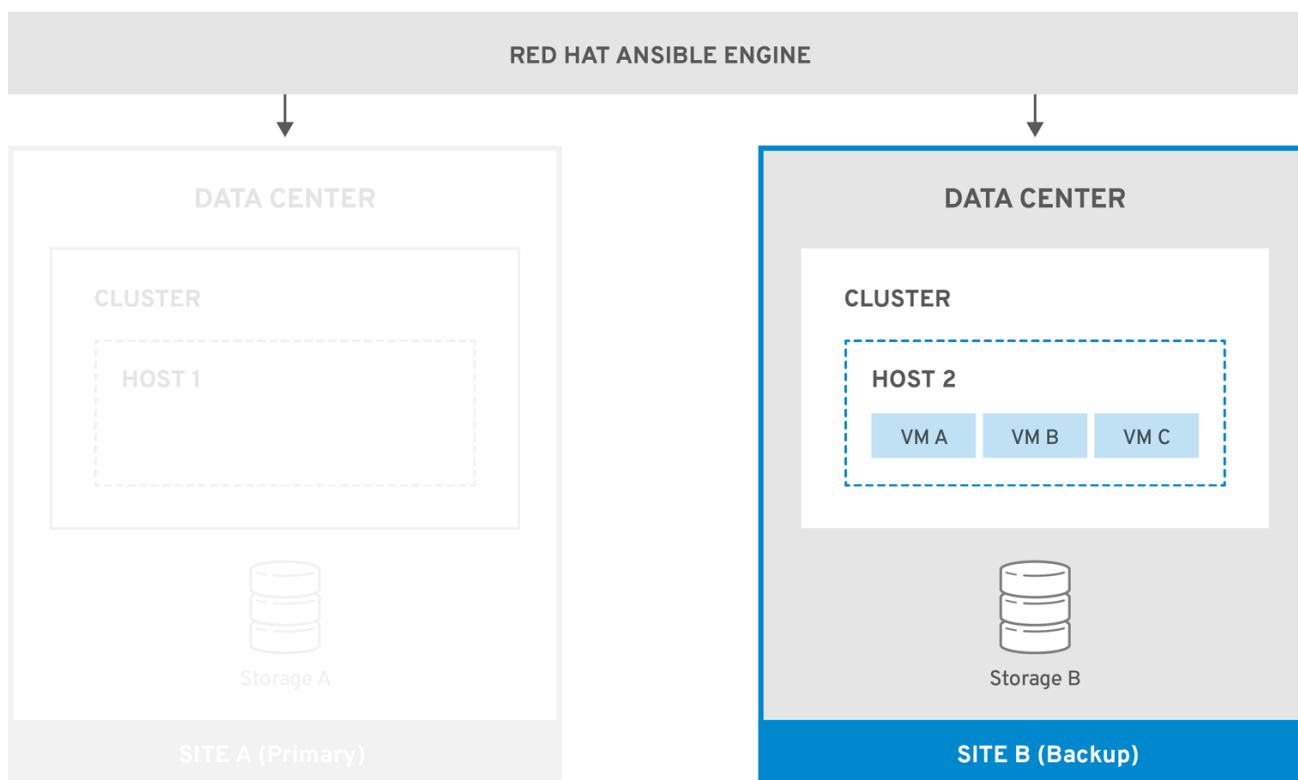 RED HAT ANSIBLE ENGINE
DATA CENTER
CLUSTER
HOST 1
Storage A
SITE A (Primary)
DATA CENTER
CLUSTER
HOST 2
VM A
VM B
VM C
Storage B
SITE B (Backup)